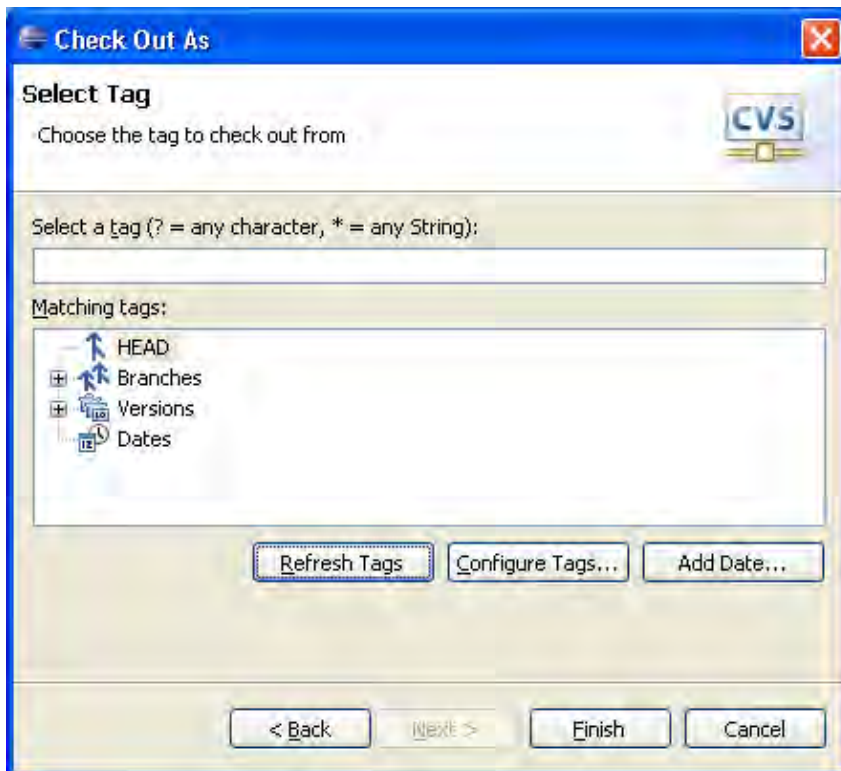 Check Out As
Select Tag
Choose the tag to check out from
CVS
Select a tag (? = any character, * = any String):
Matching tags:
HEAD
Branches
Versions
Dates
Refresh Tags Configure Tags... Add Date...
< Back Next > Finish Cancel